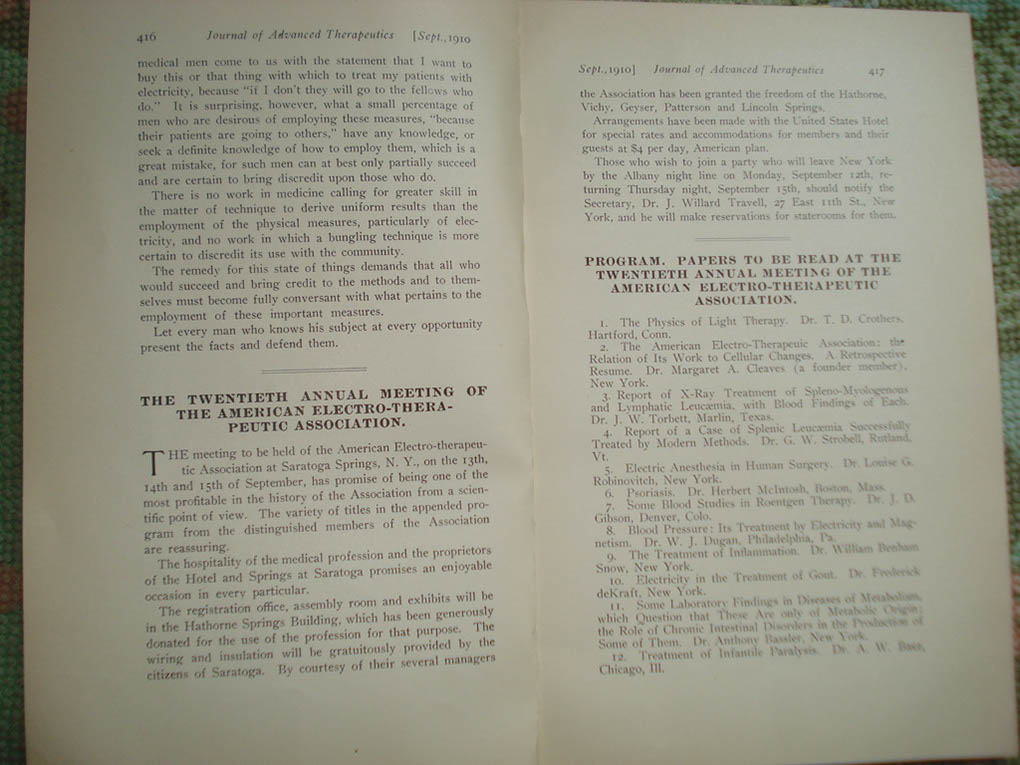 416 Journal of Advanced Therapeutics [Sept., 1910
medical men come to us with the statement that I want to
buy this or that thing with which to treat my patients with
electricity, because "if I don't they will go to the fellows who
do." It is surprising, however, what a small percentage of
men who are desirous of employing these measures, "because
their patients are going to others," have any knowledge, or
seek a definite knowledge of how to employ them, which is a
great mistake, for such men can at best only partially succeed
and are certain to bring discredit upon those who do.
There is no work in medicine calling for greater skill in
the matter of technique to derive uniform results than the
employment of the physical measures, particularly of elec-
tricity, and no work in which a bungling technique is more
certain to discredit its use with the community.
The remedy for this state of things demands that all who
would succeed and bring credit to the methods and to them-
selves must become fully conversant with what pertains to the
employment of these important measures.
Let every man who knows his subject at every opportunity
present the facts and defend them.
THE TWENTIETH ANNUAL MEETING OF
THE AMERICAN ELECTRO-THERA-
PEUTIC ASSOCIATION.
THE meeting to be held of the American Electro-therapeu-
tic Association at Saratoga Springs, N. Y., on the 13th,
14th and 15th of September, has promise of being one of the
most profitable in the history of the Association from a scien-
tific point of view. The variety of titles in the appended pro-
gram from the distinguished members of the Association
are reassuring.
The hospitality of the medical profession and the proprietors
of the Hotel and Springs at Saratoga promises an enjoyable
occasion in every particular.
The registration office, assembly room and exhibits will be
in the Hathorne Springs Building, which has been generously
donated for the use of the profession for that purpose. The
wiring and insulation will be gratuitously provided by the
citizens of Saratoga. By courtesy of their several managers
Sept., 1910] Journal of Advanced Therapeutics 417
the Association has been granted the freedom of the Hathorne,
Vichy, Geyser, Patterson and Lincoln Springs.
Arrangements have been made with the United States Hotel
for special rates and accommodations for members and their
guests at $4 per day, American plan.
Those who wish to join a party who will leave New York
by the Albany night line on Monday, September 12th, re-
turning Thursday night, September 15th, should notify the
Secretary, Dr. J. Willard Travell, 27 East 11th St., New
York, and he will make reservations for staterooms for them.
PROGRAM. PAPERS TO BE READ AT THE
TWENTIETH ANNUAL MEETING OF THE
AMERICAN ELECTRO-THERAPEUTIC
ASSOCIATION.
1. The Physics of Light Therapy. Dr. T. D. Crothers,
Hartford, Conn.
2. The American Electro-Therapeuic Association: the
Relation of Its Work to Cellular Changes. A Retrospective
Resume. Dr. Margaret A. Cleaves (a founder member),
New York.
3. Report of X-Ray Treatment of Spleno-Myologenous
and Lymphatic Leucæmia, with Blood Findings of Each.
Dr. J. W. Torbett, Marlin, Texas.
4. Report of a Case of Splenic Leucæmia Successfully
Treated by Modern Methods. Dr. G. W. Strobell, Rutland,
Vt.
5. Electric Anesthesia in Human Surgery. Dr. Louise G.
Robinovitch, New York.
6. Psoriasis. Dr. Herbert McIntosh, Boston, Mass.
7. Some Blood Studies in Roentgen Therapy. Dr. J. D.
Gibson, Denver, Colo.
8. Blood Pressure: Its Treatment by Electricity and Mag-
netism. Dr. W. J. Dugan, Philadelphia, Pa.
9. The Treatment of Inflammation. Dr. William Benham
Snow, New York.
10. Electricity in the Treatment of Gout. Dr. Frederick
deKraft, New York.
11. Some Laboratory Findings in Diseases of Metabolism,
which Question that These Are only of Metabolic Origin;
the Role of Chronic Intestinal Disorders in the Production of
Some of Them. Dr. Anthony Bassler, New York.
12. Treatment of Infantile Paralysis. Dr. A. W. Baer,
Chicago, Ill.